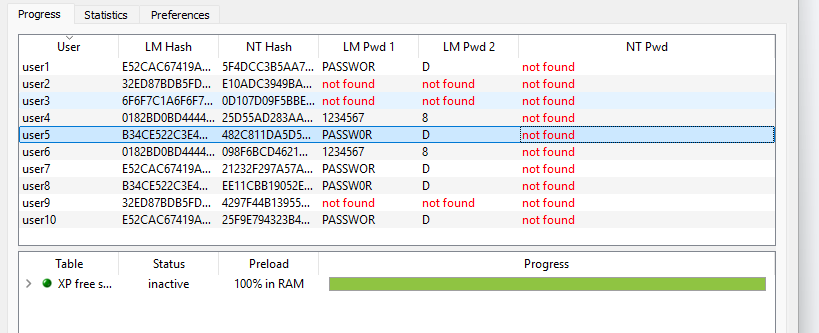 Progress Statistics Preferences
User LM Hash NT Hash LM Pwd 1 LM Pwd 2 NT Pwd
user1 E52CAC67419A... 5F4DCC3B5AA7... PASSWOR D not found
user2 32ED87BDB5FD... E10ADC3949BA... not found not found not found
user3 6F6F7C1A6F6F7... 0D107D09F5BBE... not found not found not found
user4 0182BD0BD4444... 25D55AD283AA... 1234567 8 not found
user5 B34CE522C3E4... 482C811DA5D5... PASSW0R D not found
user6 0182BD0BD4444... 098F6BCD4621... 1234567 8 not found
user7 E52CAC67419A... 21232F297A57A... PASSWOR D not found
user8 B34CE522C3E4... EE11CBB19052E... PASSW0R D not found
user9 32ED87BDB5FD... 4297F44B13955... not found not found not found
user10 E52CAC67419A... 25F9E794323B4... PASSWOR D not found
Table Status Preload Progress
XP free s... inactive 100% in RAM